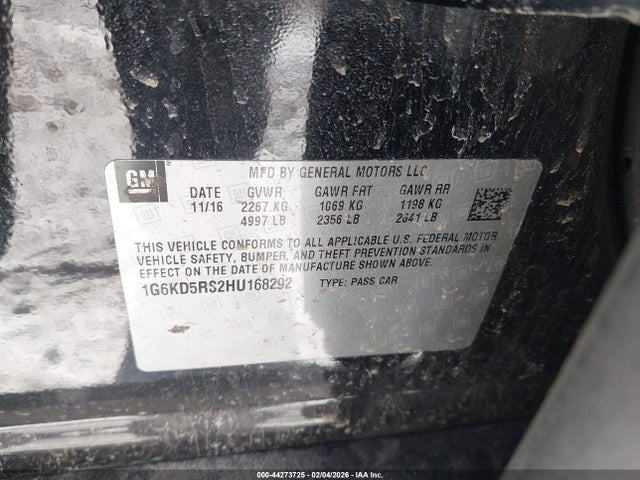 GM
MFD BY GENERAL MOTORS LLC
DATE GVWR GAWR FRT GAWR RR
11/16 2267 KG 1069 KG 1198 KG
4997 LB 2356 LB 2641 LB
THIS VEHICLE CONFORMS TO ALL APPLICABLE U.S. FEDERAL MOTOR
VEHICLE SAFETY, BUMPER, AND THEFT PREVENTION STANDARDS IN
EFFECT ON THE DATE OF MANUFACTURE SHOWN ABOVE.
1G6KD5RS2HU168292 TYPE: PASS CAR
000-44273725 - 02/04/2026 - IAA Inc.